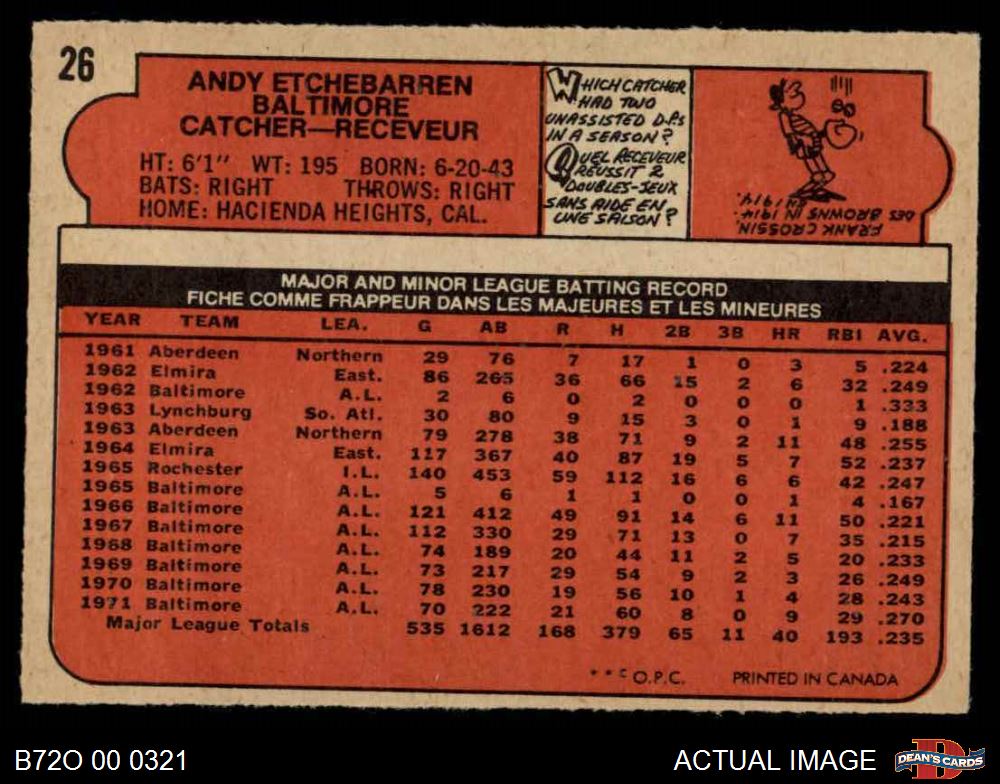 26
ANDY ETCHEBARREN
BALTIMORE
CATCHER—RECEVEUR
HT: 6'1" WT: 195 BORN: 6-20-43
BATS: RIGHT THROWS: RIGHT
HOME: HACIENDA HEIGHTS, CAL.
WHICH CATCHER
HAD TWO
UNASSISTED D.P.s
IN A SEASON?
QUEL RECEVEUR
RÉUSSIT 2
DOUBLES-JEUX
SANS AIDE EN
UNE SAISON?
FRANK CROSSIN
DES BROWNS IN 1914.
MAJOR AND MINOR LEAGUE BATTING RECORD
FICHE COMME FRAPPEUR DANS LES MAJEURES ET LES MINEURES
YEAR TEAM LEA. G AB R H 2B 3B HR RBI AVG.
1961 Aberdeen Northern 29 76 7 17 1 0 3 5 .224
1962 Elmira East. 86 265 36 66 15 2 6 32 .249
1962 Baltimore A.L. 2 6 0 2 0 0 0 1 .333
1963 Lynchburg So. Atl. 30 80 9 15 3 0 1 9 .188
1963 Aberdeen Northern 79 278 38 71 9 2 11 48 .255
1964 Elmira East. 117 367 40 87 19 5 7 52 .237
1965 Rochester I.L. 140 453 59 112 16 6 6 42 .247
1965 Baltimore A.L. 5 6 1 1 0 0 1 4 .167
1966 Baltimore A.L. 121 412 49 91 14 6 11 50 .221
1967 Baltimore A.L. 112 330 29 71 13 0 7 35 .215
1968 Baltimore A.L. 74 189 20 44 11 2 5 20 .233
1969 Baltimore A.L. 73 217 29 54 9 2 3 26 .249
1970 Baltimore A.L. 78 230 19 56 10 1 4 28 .243
1971 Baltimore A.L. 70 222 21 60 8 0 9 29 .270
Major League Totals 535 1612 168 379 65 11 40 193 .235
**© O.P.C. PRINTED IN CANADA
B72O 00 0321
ACTUAL IMAGE
DEAN'S CARDS